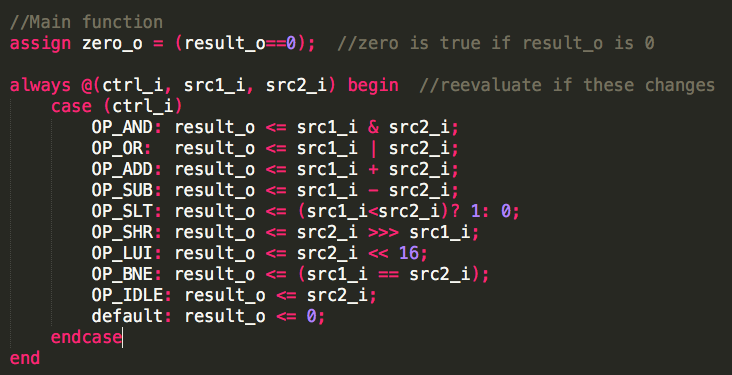 //Main function
assign zero_o = (result_o==0);  //zero is true if result_o is 0
always @(ctrl_i, src1_i, src2_i) begin  //reevaluate if these changes
    case (ctrl_i)
        OP_AND: result_o <= src1_i & src2_i;
        OP_OR:  result_o <= src1_i | src2_i;
        OP_ADD: result_o <= src1_i + src2_i;
        OP_SUB: result_o <= src1_i - src2_i;
        OP_SLT: result_o <= (src1_i<src2_i)? 1: 0;
        OP_SHR: result_o <= src2_i >>> src1_i;
        OP_LUI: result_o <= src2_i << 16;
        OP_BNE: result_o <= (src1_i == src2_i);
        OP_IDLE: result_o <= src2_i;
        default: result_o <= 0;
    endcase
end